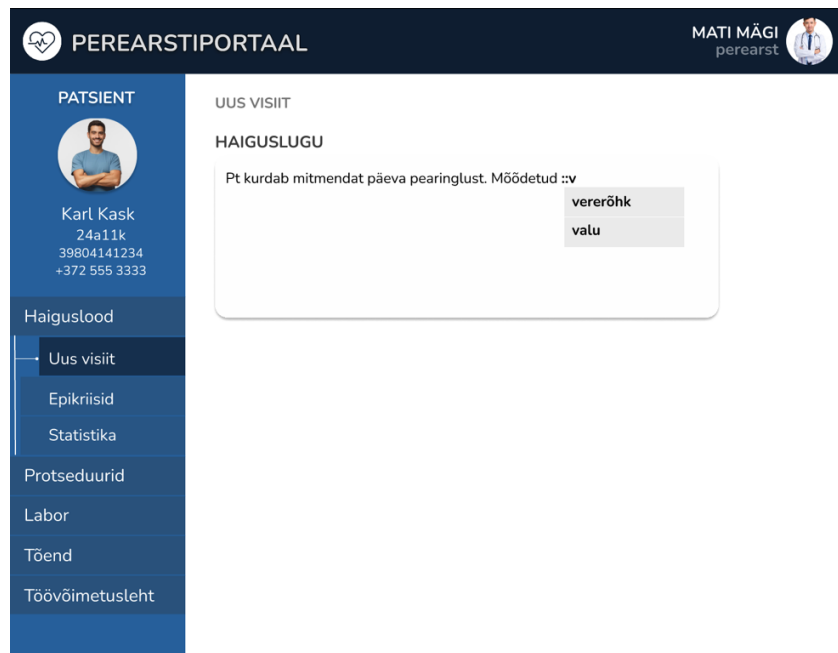 PEREARSTIPORTAAL
MATI MÄGI
perearst
PATSIENT
Karl Kask
24a11k
39804141234
+372 555 3333
Haiguslood
Uus visiit
Epikriisid
Statistika
Protseduurid
Labor
Tõend
Töövõimetusleht
UUS VISIIT
HAIGUSLUGU
Pt kurdab mitmendat päeva pearinglust. Mõõdetud ::v
vererõhk
valu